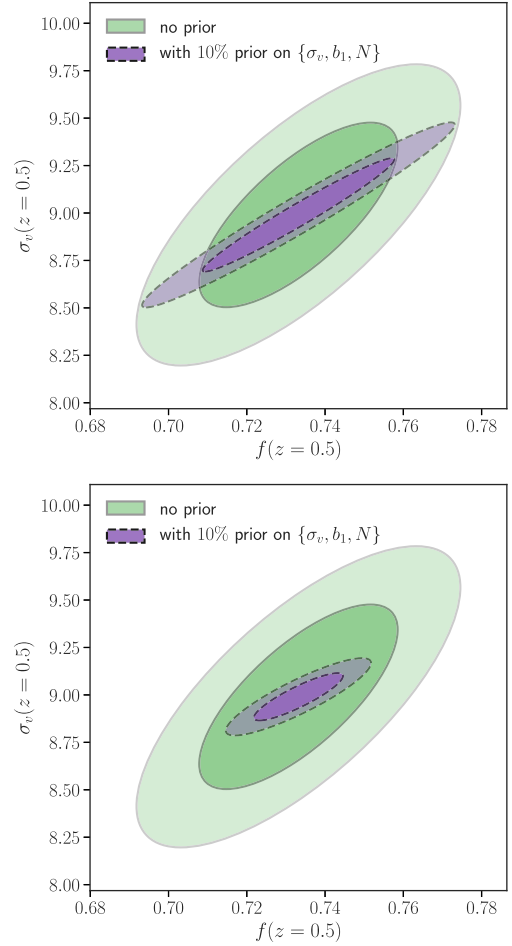 no prior
with 10% prior on {σ_v, b_1, N}
10.00
9.75
9.50
9.25
9.00
8.75
8.50
8.25
8.00
σ_v(z = 0.5)
0.68 0.70 0.72 0.74 0.76 0.78
f(z = 0.5)
no prior
with 10% prior on {σ_v, b_1, N}
10.00
9.75
9.50
9.25
9.00
8.75
8.50
8.25
8.00
σ_v(z = 0.5)
0.68 0.70 0.72 0.74 0.76 0.78
f(z = 0.5)